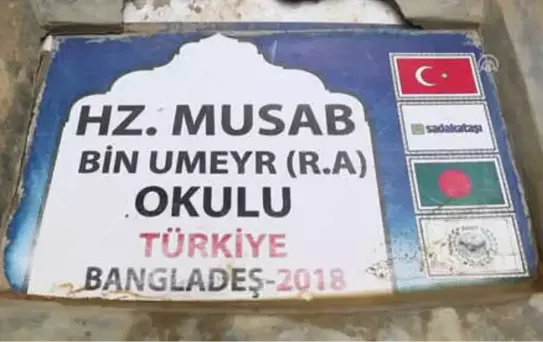 HZ. MUSAB
BIN UMEYR (R.A)
OKULU
TÜRKİYE
BANGLADEŞ-2018
sadakataşı